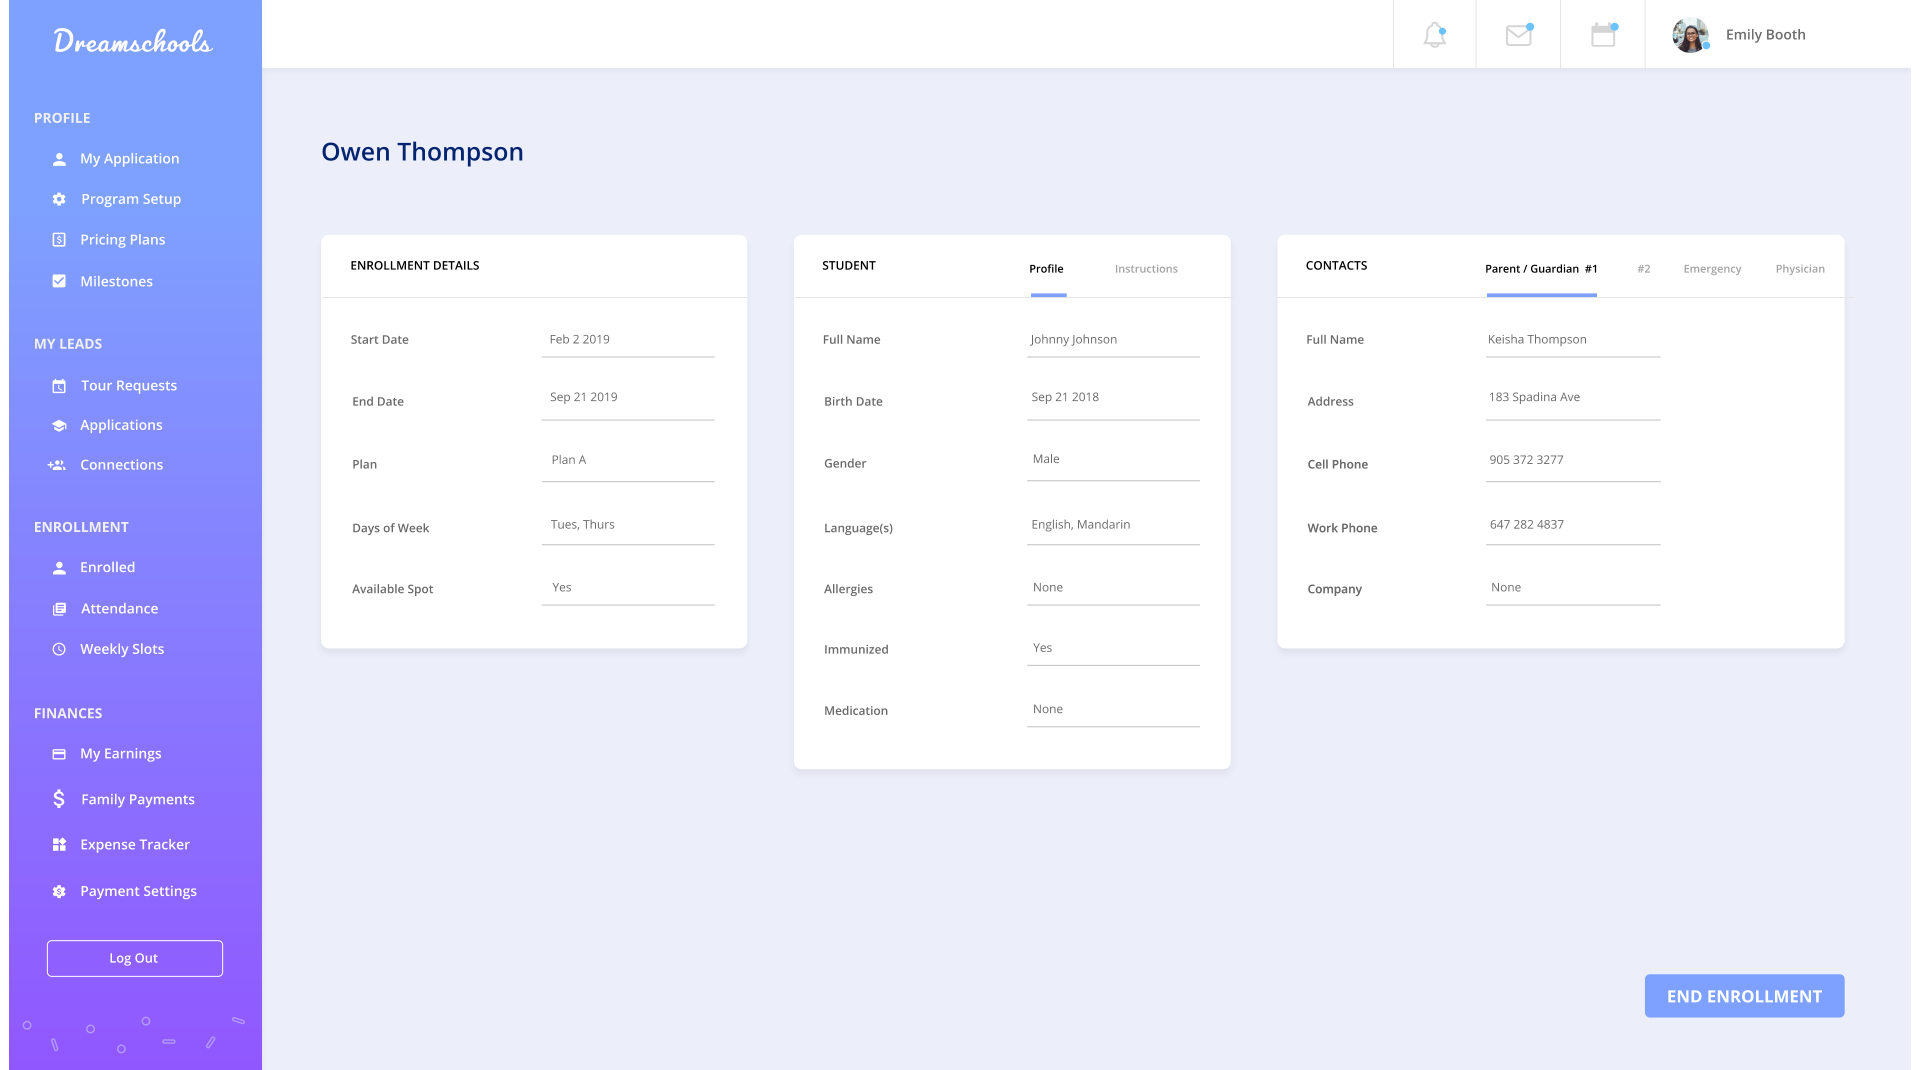 Dreamschools
Emily Booth
PROFILE
My Application
Program Setup
Pricing Plans
Milestones
MY LEADS
Tour Requests
Applications
Connections
ENROLLMENT
Enrolled
Attendance
Weekly Slots
FINANCES
My Earnings
Family Payments
Expense Tracker
Payment Settings
Log Out
Owen Thompson
ENROLLMENT DETAILS
Start Date Feb 2 2019
End Date Sep 21 2019
Plan Plan A
Days of Week Tues, Thurs
Available Spot Yes
STUDENT Profile Instructions
Full Name Johnny Johnson
Birth Date Sep 21 2018
Gender Male
Language(s) English, Mandarin
Allergies None
Immunized Yes
Medication None
CONTACTS Parent / Guardian #1 #2 Emergency Physician
Full Name Keisha Thompson
Address 183 Spadina Ave
Cell Phone 905 372 3277
Work Phone 647 282 4837
Company None
END ENROLLMENT